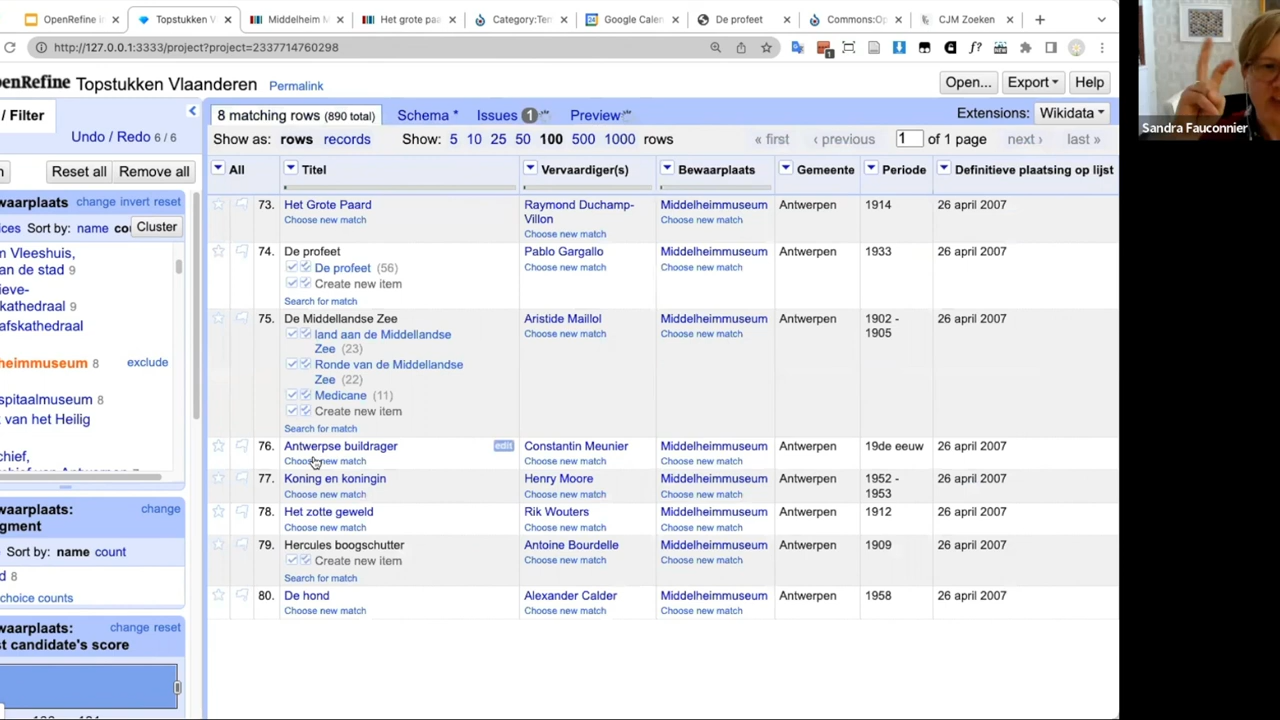 OpenRefine in
Topstukken V
Middelheim M
Het grote paa
Category:Ten
Google Calen
De profeet
Commons:Op
CJM Zoeken
http://127.0.0.1:3333/project?project=2337714760298
enRefine Topstukken Vlaanderen Permalink
Open... Export Help
/ Filter
Undo / Redo 6 / 6
8 matching rows (890 total)
Schema * Issues 1 Preview
Extensions: Wikidata
Show as: rows records Show: 5 10 25 50 100 500 1000 rows
« first ‹ previous 1 of 1 page next › last »
Reset all Remove all
waarplaats change invert reset
ices Sort by: name cou Cluster
m Vleeshuis,
an de stad 9
ieve-
kathedraal 9
afskathedraal
heimmuseum 8 exclude
spitaalmuseum 8
k van het Heilig
chief,
waarplaats: change
gment
Sort by: name count
d 8
choice counts
waarplaats: change reset
st candidate's score
All Titel Vervaardiger(s) Bewaarplaats Gemeente Periode Definitieve plaatsing op lijst
73. Het Grote Paard Raymond Duchamp-Villon Middelheimmuseum Antwerpen 1914 26 april 2007
Choose new match Choose new match Choose new match
74. De profeet Pablo Gargallo Middelheimmuseum Antwerpen 1933 26 april 2007
De profeet (56) Choose new match Choose new match
Create new item
Search for match
75. De Middellandse Zee Aristide Maillol Middelheimmuseum Antwerpen 1902 - 1905 26 april 2007
land aan de Middellandse Choose new match Choose new match
Zee (23)
Ronde van de Middellandse
Zee (22)
Medicane (11)
Create new item
Search for match
76. Antwerpse buildrager edit Constantin Meunier Middelheimmuseum Antwerpen 19de eeuw 26 april 2007
Choose new match Choose new match Choose new match
77. Koning en koningin Henry Moore Middelheimmuseum Antwerpen 1952 - 1953 26 april 2007
Choose new match Choose new match Choose new match
78. Het zotte geweld Rik Wouters Middelheimmuseum Antwerpen 1912 26 april 2007
Choose new match Choose new match Choose new match
79. Hercules boogschutter Antoine Bourdelle Middelheimmuseum Antwerpen 1909 26 april 2007
Create new item Choose new match Choose new match
Search for match
80. De hond Alexander Calder Middelheimmuseum Antwerpen 1958 26 april 2007
Choose new match Choose new match Choose new match
Sandra Fauconnier